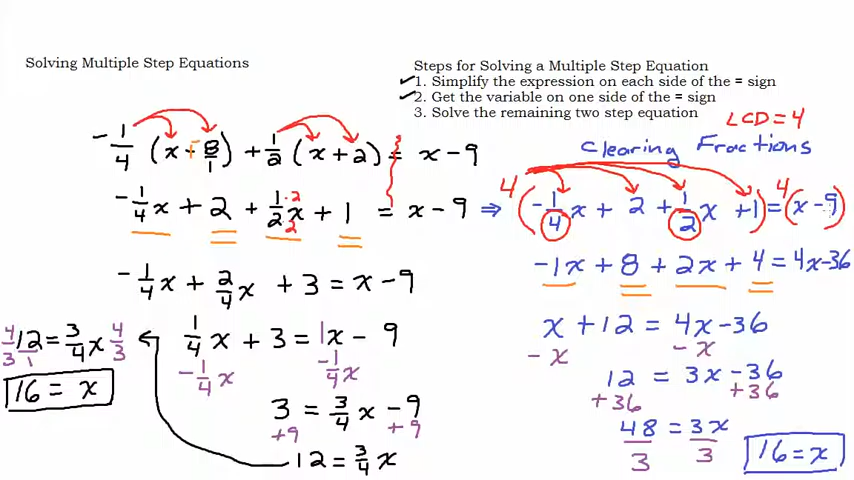 Solving Multiple Step Equations
Steps for Solving a Multiple Step Equation
✓1. Simplify the expression on each side of the = sign
✓2. Get the variable on one side of the = sign
3. Solve the remaining two step equation
LCD = 4
Clearing Fractions
-1/4 (x - 8/1) + 1/2 (x + 2) = x - 9
-1/4x + 2 + 1·2/2·2x + 1 = x - 9 ⇒
-1/4x + 2/4x + 3 = x - 9
1/4x + 3 = 1x - 9
-1/4x -1/4x
3 = 3/4x - 9
+9 +9
12 = 3/4x
4/3 · 12/1 = 3/4x 4/3 ←
16 = x
4(-1/4x + 2 + 1/2x + 1) = 4(x - 9)
-1x + 8 + 2x + 4 = 4x - 36
x + 12 = 4x - 36
-x -x
12 = 3x - 36
+36 +36
48/3 = 3x/3
16 = x